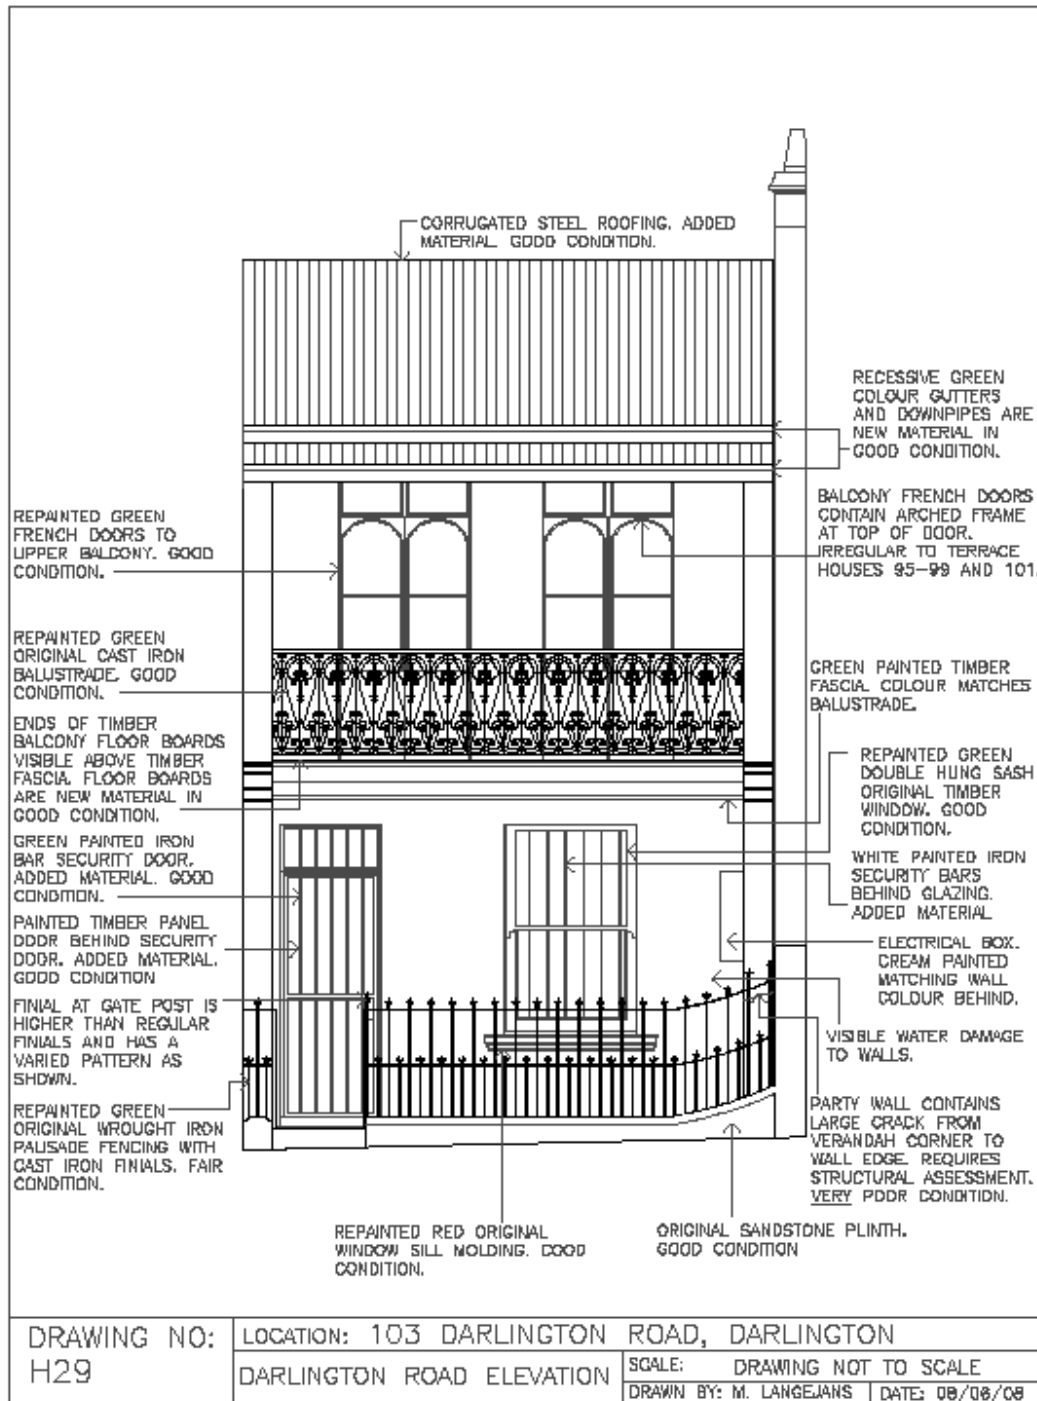 CORRUGATED STEEL ROOFING. ADDED
MATERIAL. GOOD CONDITION.
RECESSIVE GREEN
COLOUR GUTTERS
AND DOWNPIPES ARE
NEW MATERIAL IN
GOOD CONDITION.
BALCONY FRENCH DOORS
CONTAIN ARCHED FRAME
AT TOP OF DOOR.
IRREGULAR TO TERRACE
HOUSES 95-99 AND 101.
GREEN PAINTED TIMBER
FASCIA. COLOUR MATCHES
BALUSTRADE.
REPAINTED GREEN
DOUBLE HUNG SASH
ORIGINAL TIMBER
WINDOW. GOOD
CONDITION.
WHITE PAINTED IRON
SECURITY BARS
BEHIND GLAZING.
ADDED MATERIAL
ELECTRICAL BOX.
CREAM PAINTED
MATCHING WALL
COLOUR BEHIND.
VISIBLE WATER DAMAGE
TO WALLS.
PARTY WALL CONTAINS
LARGE CRACK FROM
VERANDAH CORNER TO
WALL EDGE. REQUIRES
STRUCTURAL ASSESSMENT.
VERY POOR CONDITION.
REPAINTED GREEN
FRENCH DOORS TO
UPPER BALCONY. GOOD
CONDITION.
REPAINTED GREEN
ORIGINAL CAST IRON
BALUSTRADE. GOOD
CONDITION.
ENDS OF TIMBER
BALCONY FLOOR BOARDS
VISIBLE ABOVE TIMBER
FASCIA. FLOOR BOARDS
ARE NEW MATERIAL IN
GOOD CONDITION.
GREEN PAINTED IRON
BAR SECURITY DOOR.
ADDED MATERIAL. GOOD
CONDITION.
PAINTED TIMBER PANEL
DOOR BEHIND SECURITY
DOOR. ADDED MATERIAL.
GOOD CONDITION
FINIAL AT GATE POST IS
HIGHER THAN REGULAR
FINIALS AND HAS A
VARIED PATTERN AS
SHOWN.
REPAINTED GREEN
ORIGINAL WROUGHT IRON
PALISADE FENCING WITH
CAST IRON FINIALS. FAIR
CONDITION.
REPAINTED RED ORIGINAL
WINDOW SILL MOLDING. GOOD
CONDITION.
ORIGINAL SANDSTONE PLINTH.
GOOD CONDITION
DRAWING NO:
H29
LOCATION: 103 DARLINGTON ROAD, DARLINGTON
DARLINGTON ROAD ELEVATION
SCALE: DRAWING NOT TO SCALE
DRAWN BY: M. LANGEJANS
DATE: 08/06/08